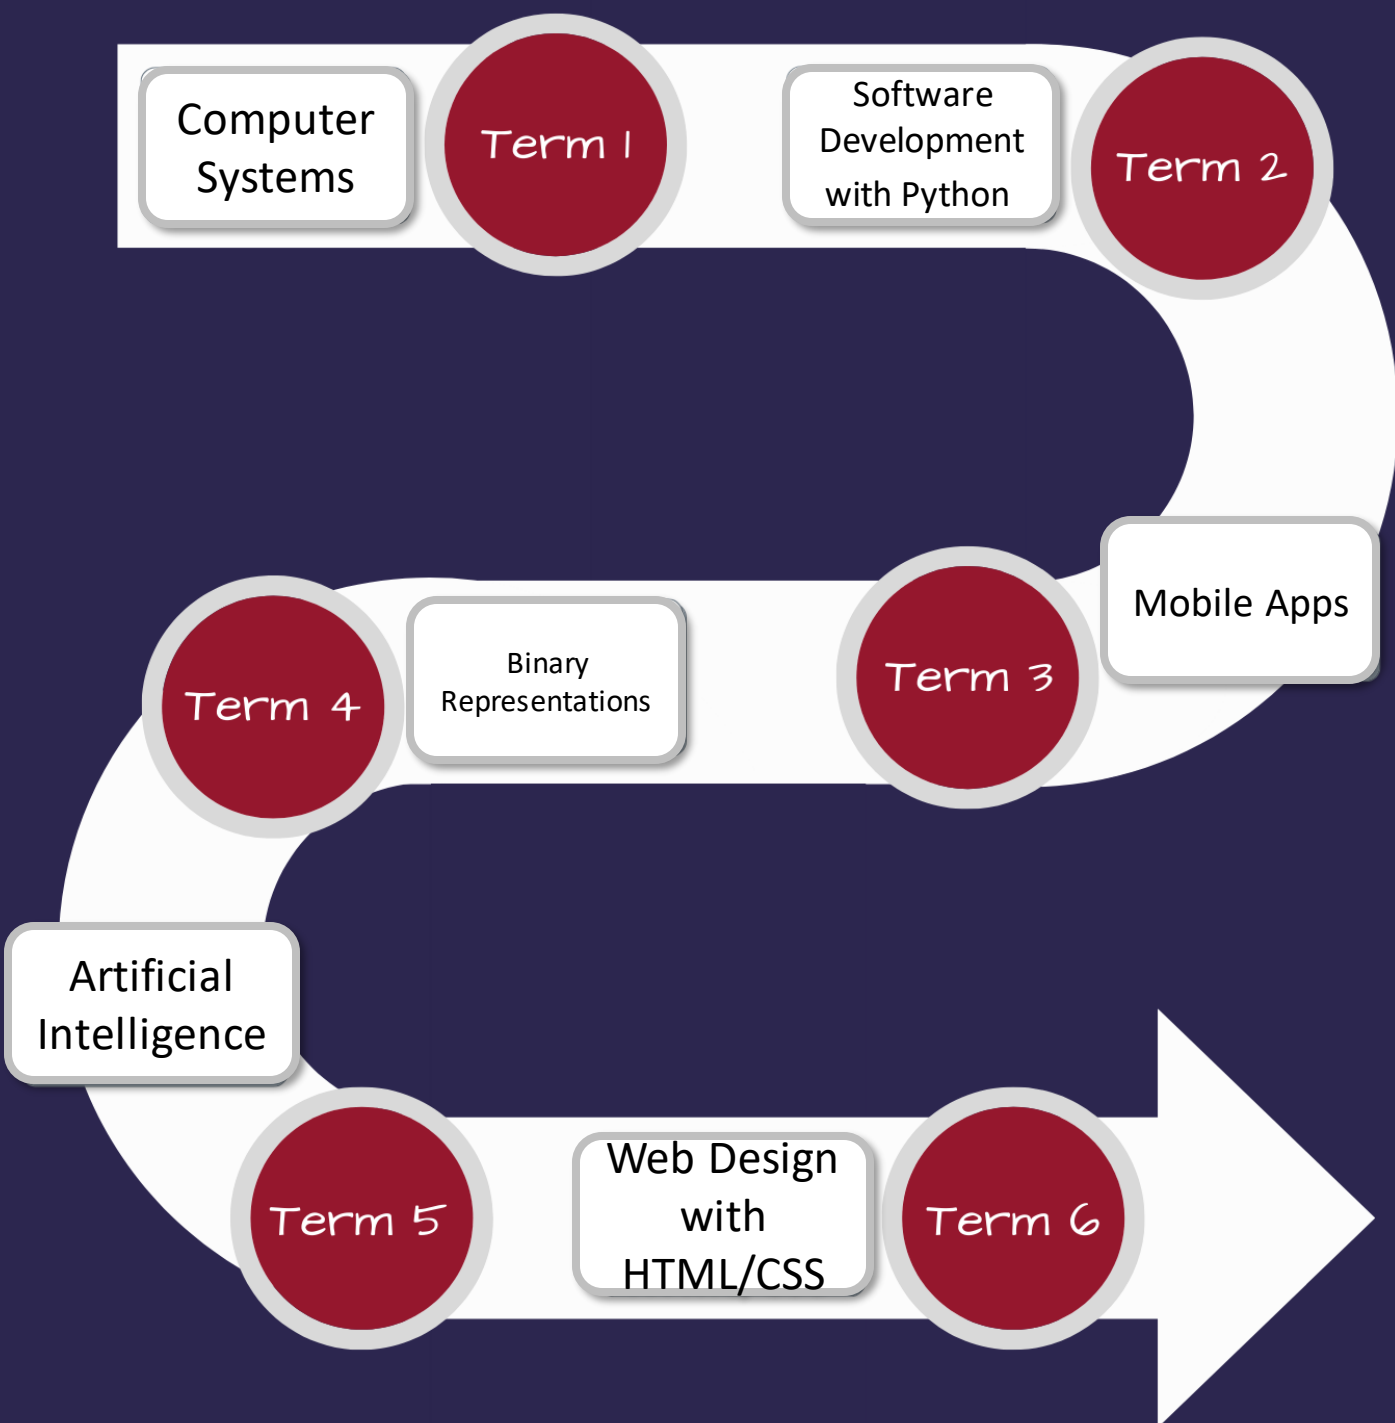 Computer
Systems
Term 1
Software
Development
with Python
Term 2
Mobile Apps
Term 3
Binary
Representations
Term 4
Artificial
Intelligence
Term 5
Web Design
with
HTML/CSS
Term 6